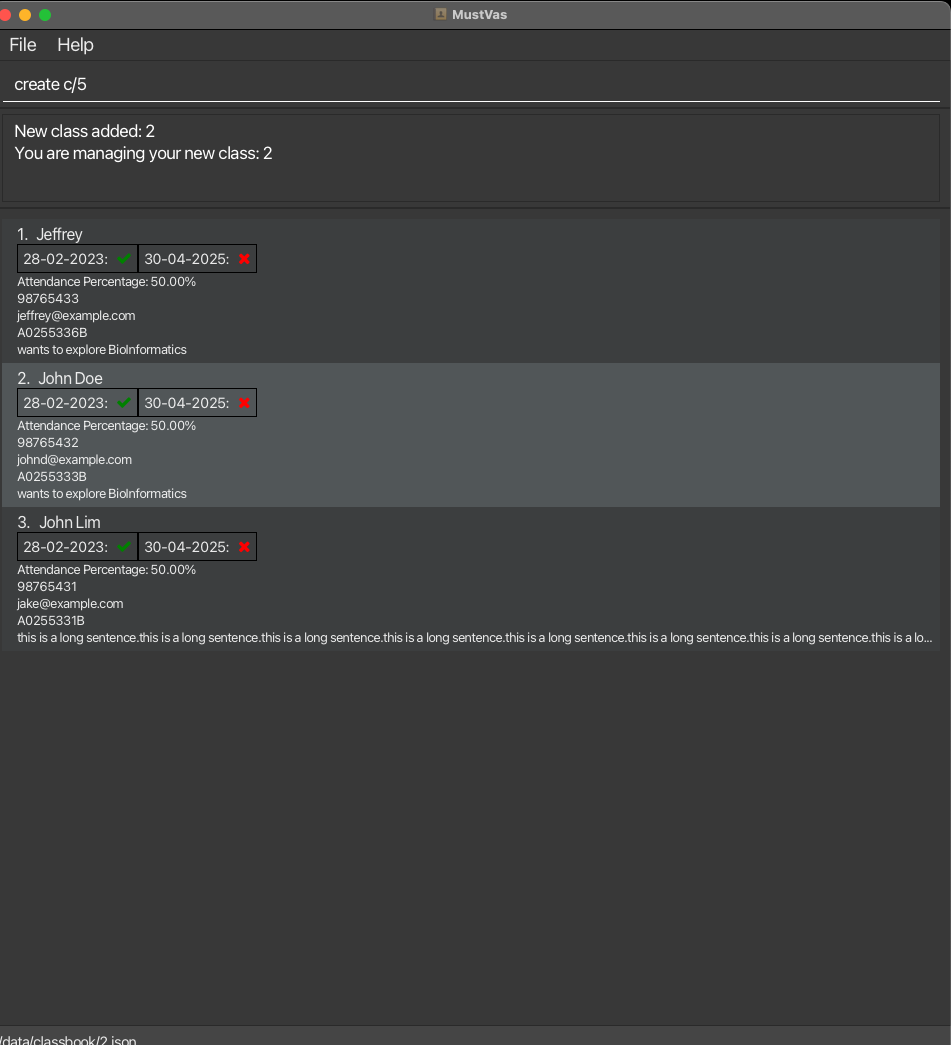 MustVas
File Help
create c/5
New class added: 2
You are managing your new class: 2
1. Jeffrey
28-02-2023: 30-04-2025:
Attendance Percentage: 50.00%
98765433
jeffrey@example.com
A0255336B
wants to explore BioInformatics
2. John Doe
28-02-2023: 30-04-2025:
Attendance Percentage: 50.00%
98765432
johnd@example.com
A0255333B
wants to explore BioInformatics
3. John Lim
28-02-2023: 30-04-2025:
Attendance Percentage: 50.00%
98765431
jake@example.com
A0255331B
this is a long sentence.this is a long sentence.this is a long sentence.this is a long sentence.this is a long sentence.this is a long sentence.this is a long sentence.this is a lo...
/data/classbook/2.json